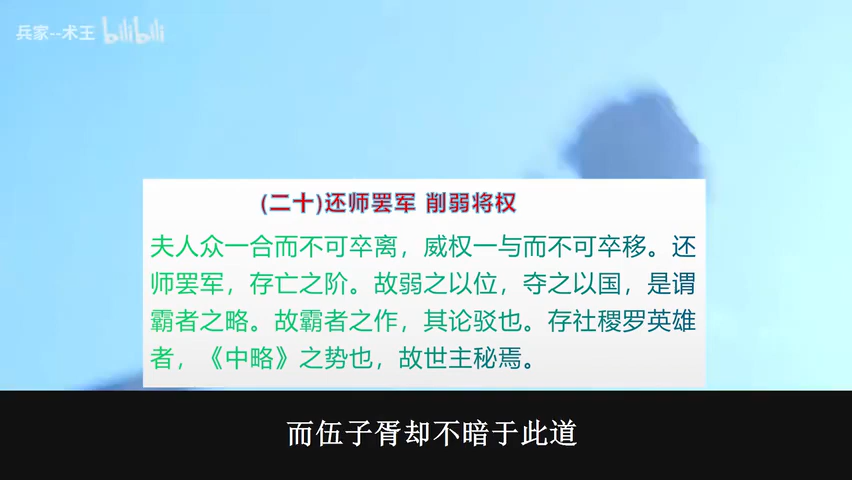 兵家--术王 bilibili
(二十)还师罢军 削弱将权
夫人众一合而不可卒离，威权一与而不可卒移。还
师罢军，存亡之阶。故弱之以位，夺之以国，是谓
霸者之略。故霸者之作，其论驳也。存社稷罗英雄
者，《中略》之势也，故世主秘焉。
而伍子胥却不暗于此道